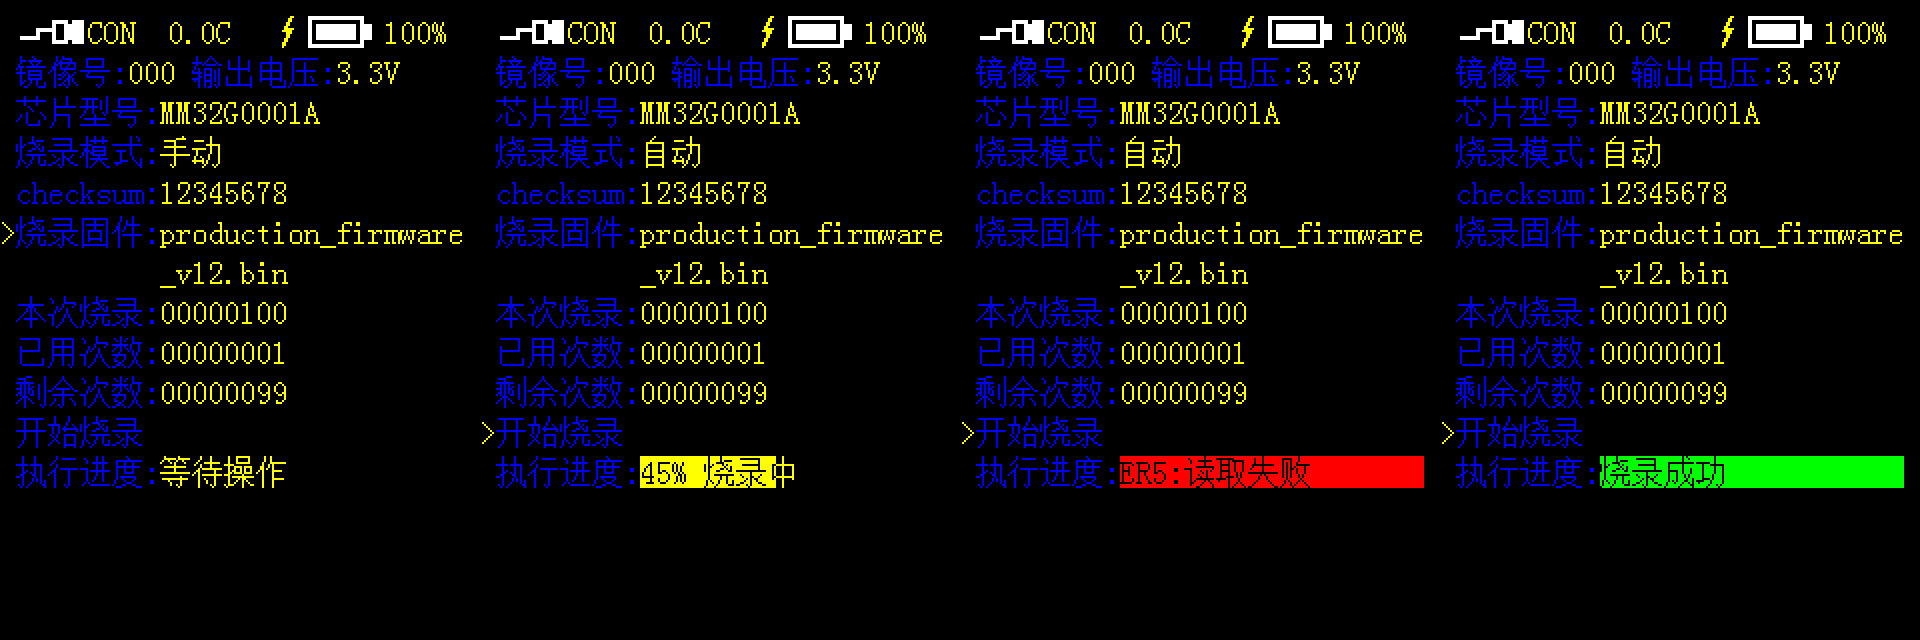 CON 0.0C 100%
镜像号:000 输出电压:3.3V
芯片型号:MM32G0001A
烧录模式:手动
checksum:12345678
>烧录固件:production_firmware
_v12.bin
本次烧录:00000100
已用次数:00000001
剩余次数:00000099
开始烧录
执行进度:等待操作
CON 0.0C 100%
镜像号:000 输出电压:3.3V
芯片型号:MM32G0001A
烧录模式:自动
checksum:12345678
烧录固件:production_firmware
_v12.bin
本次烧录:00000100
已用次数:00000001
剩余次数:00000099
>开始烧录
执行进度:45% 烧录中
CON 0.0C 100%
镜像号:000 输出电压:3.3V
芯片型号:MM32G0001A
烧录模式:自动
checksum:12345678
烧录固件:production_firmware
_v12.bin
本次烧录:00000100
已用次数:00000001
剩余次数:00000099
>开始烧录
执行进度:ER5:读取失败
CON 0.0C 100%
镜像号:000 输出电压:3.3V
芯片型号:MM32G0001A
烧录模式:自动
checksum:12345678
烧录固件:production_firmware
_v12.bin
本次烧录:00000100
已用次数:00000001
剩余次数:00000099
>开始烧录
执行进度:烧录成功